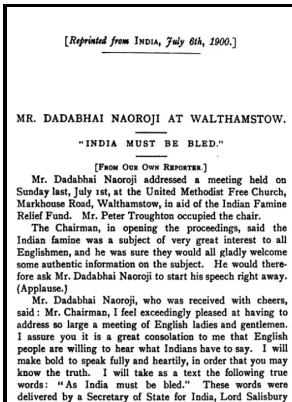 [Reprinted from INDIA, July 6th, 1900.]
MR. DADABHAI NAOROJI AT WALTHAMSTOW.
"INDIA MUST BE BLED."
[FROM OUR OWN REPORTER.]
Mr. Dadabhai Naoroji addressed a meeting held on
Sunday last, July 1st, at the United Methodist Free Church,
Markhouse Road, Walthamstow, in aid of the Indian Famine
Relief Fund. Mr. Peter Troughton occupied the chair.
The Chairman, in opening the proceedings, said the
Indian famine was a subject of very great interest to all
Englishmen, and he was sure they would all gladly welcome
some authentic information on the subject. He would there-
fore ask Mr. Dadabhai Naoroji to start his speech right away.
(Applause.)
Mr. Dadabhai Naoroji, who was received with cheers,
said: Mr. Chairman, I feel exceedingly pleased at having to
address so large a meeting of English ladies and gentlemen.
I assure you it is a great consolation to me that English
people are willing to hear what Indians have to say. I will
make bold to speak fully and heartily, in order that you may
know the truth. I will take as a text the following true
words: "As India must be bled." These words were
delivered by a Secretary of State for India, Lord Salisbury